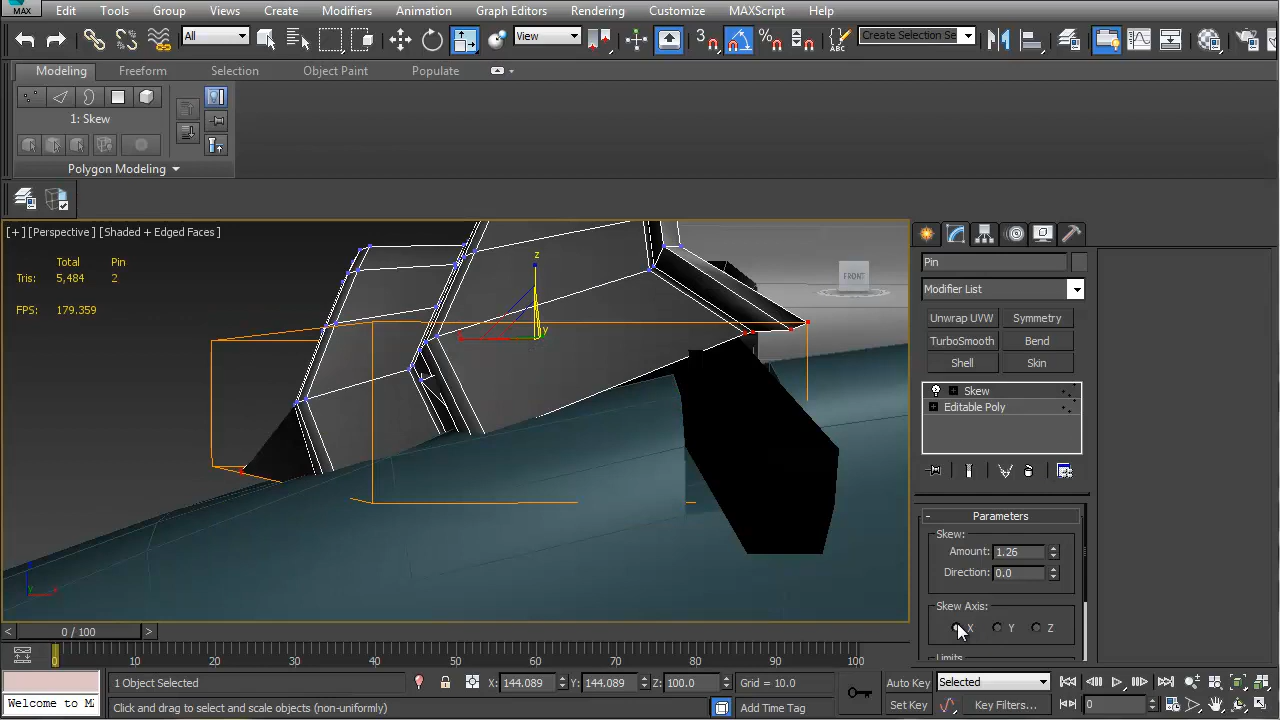 MAX Edit Tools Group Views Create Modifiers Animation Graph Editors Rendering Customize MAXScript Help
All View 3 % ABC Create Selection Se
Modeling Freeform Selection Object Paint Populate
1: Skew
Polygon Modeling
[+] [Perspective] [Shaded + Edged Faces]
Total Pin
Tris: 5,484 2
FPS: 179.359
z
y
FRONT
Pin
Modifier List
Unwrap UVW Symmetry
TurboSmooth Bend
Shell Skin
Skew
Editable Poly
Parameters
Skew:
Amount: 1.26
Direction: 0.0
Skew Axis:
X Y Z
Limits
< 0 / 100 >
10 20 30 40 50 60 70 80 90 100
1 Object Selected X: 144.089 Y: 144.089 Z: 100.0 Grid = 10.0 Auto Key Selected
Welcome to M Click and drag to select and scale objects (non-uniformly) Add Time Tag Set Key Key Filters... 0